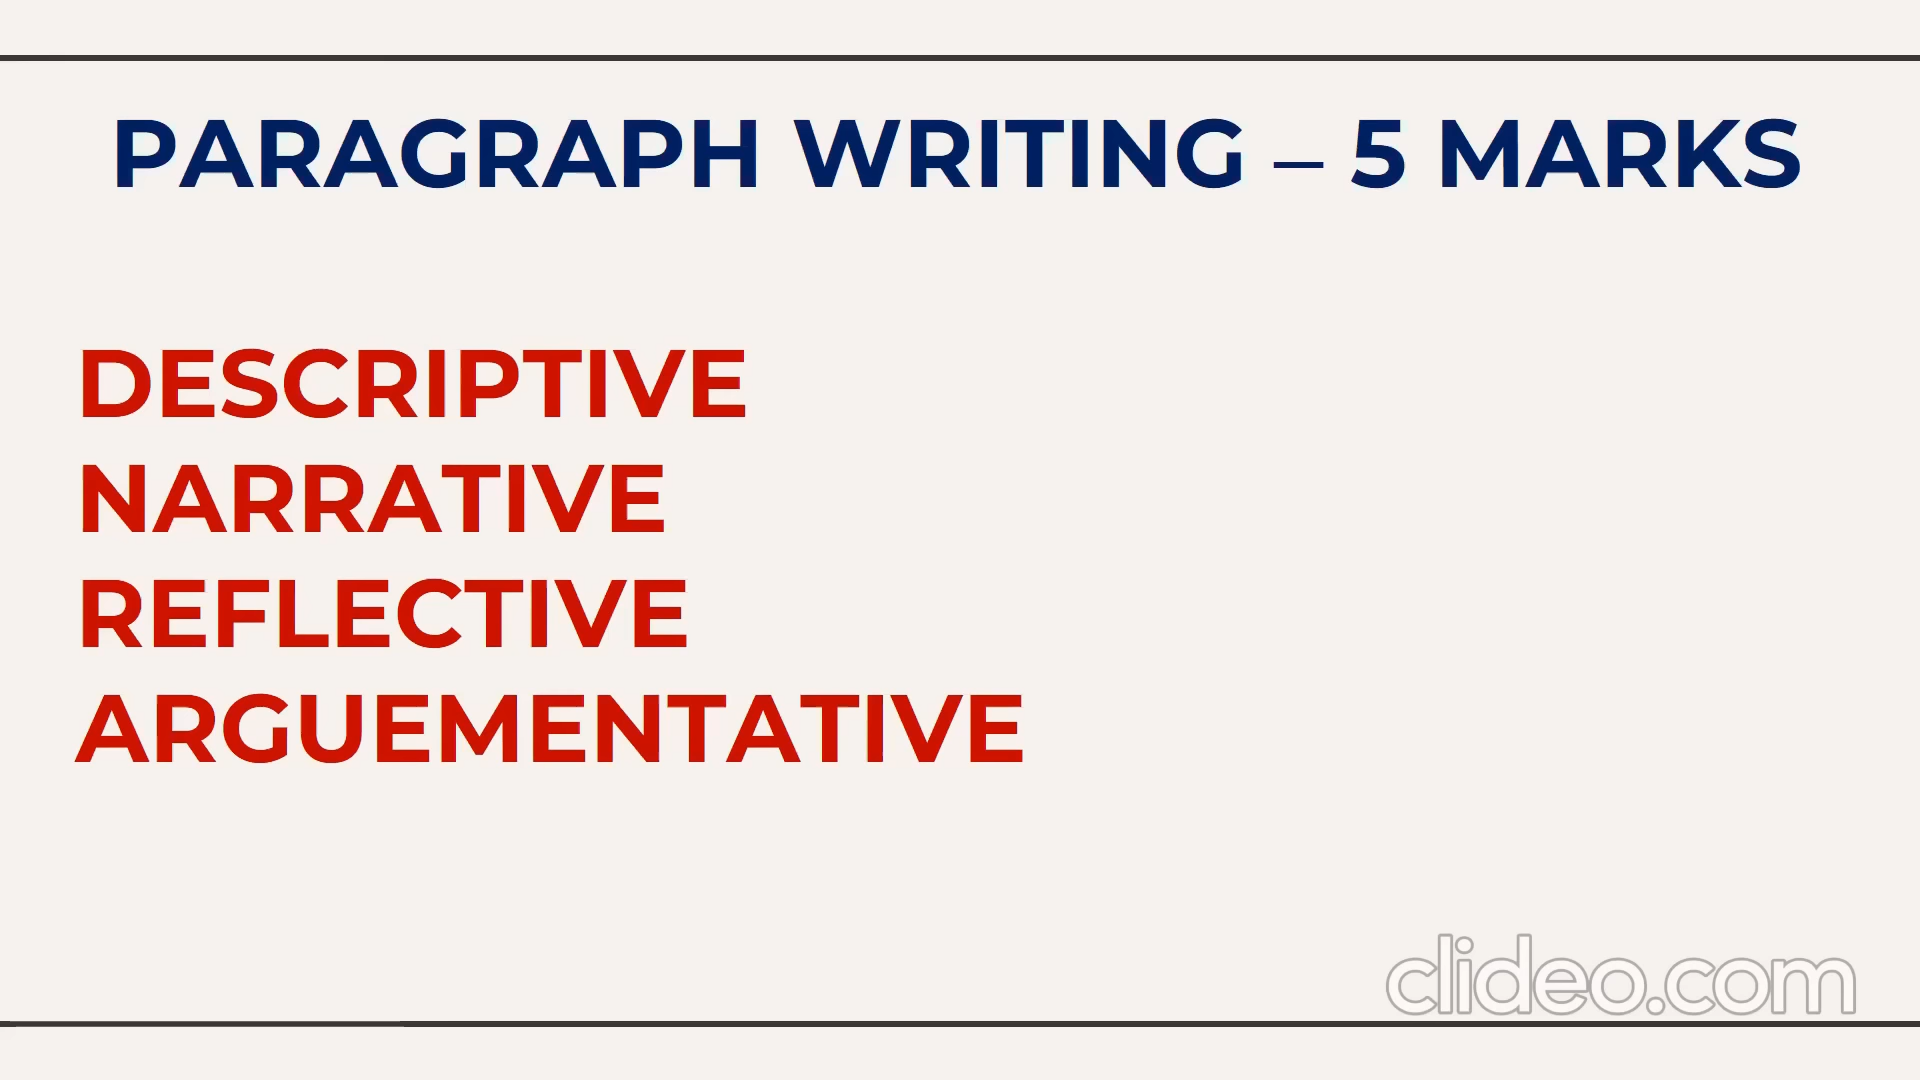 PARAGRAPH WRITING – 5 MARKS
DESCRIPTIVE
NARRATIVE
REFLECTIVE
ARGUEMENTATIVE
clideo.com